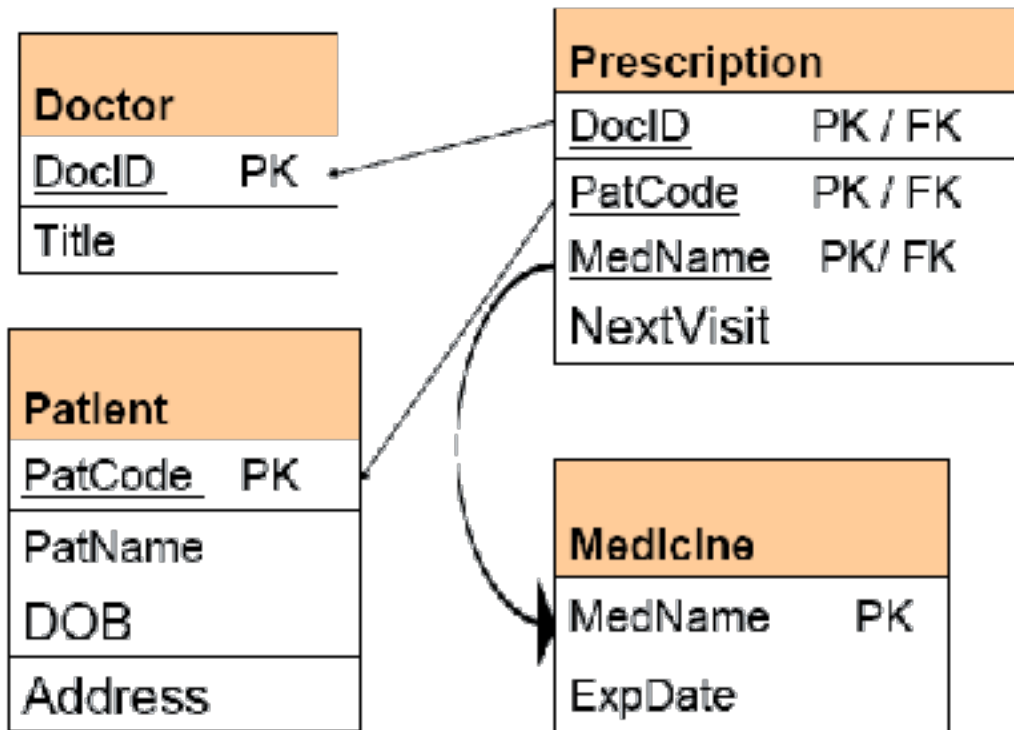 Doctor
DocID PK
Title
Prescription
DocID PK / FK
PatCode PK / FK
MedName PK/ FK
NextVisit
Patient
PatCode PK
PatName
DOB
Address
Medicine
MedName PK
ExpDate